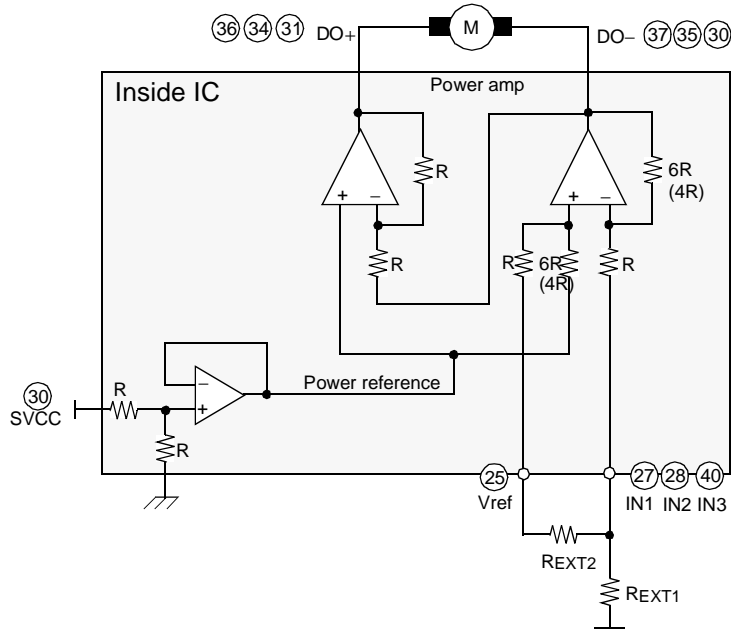 36 34 31 DO+ M DO− 37 35 30
Inside IC
Power amp
R
6R
(4R)
+ −
+ −
R
R 6R
(4R)
R
Power reference
30
SVCC
R
−
+
R
25
Vref
27 28 40
IN1 IN2 IN3
REXT2
REXT1